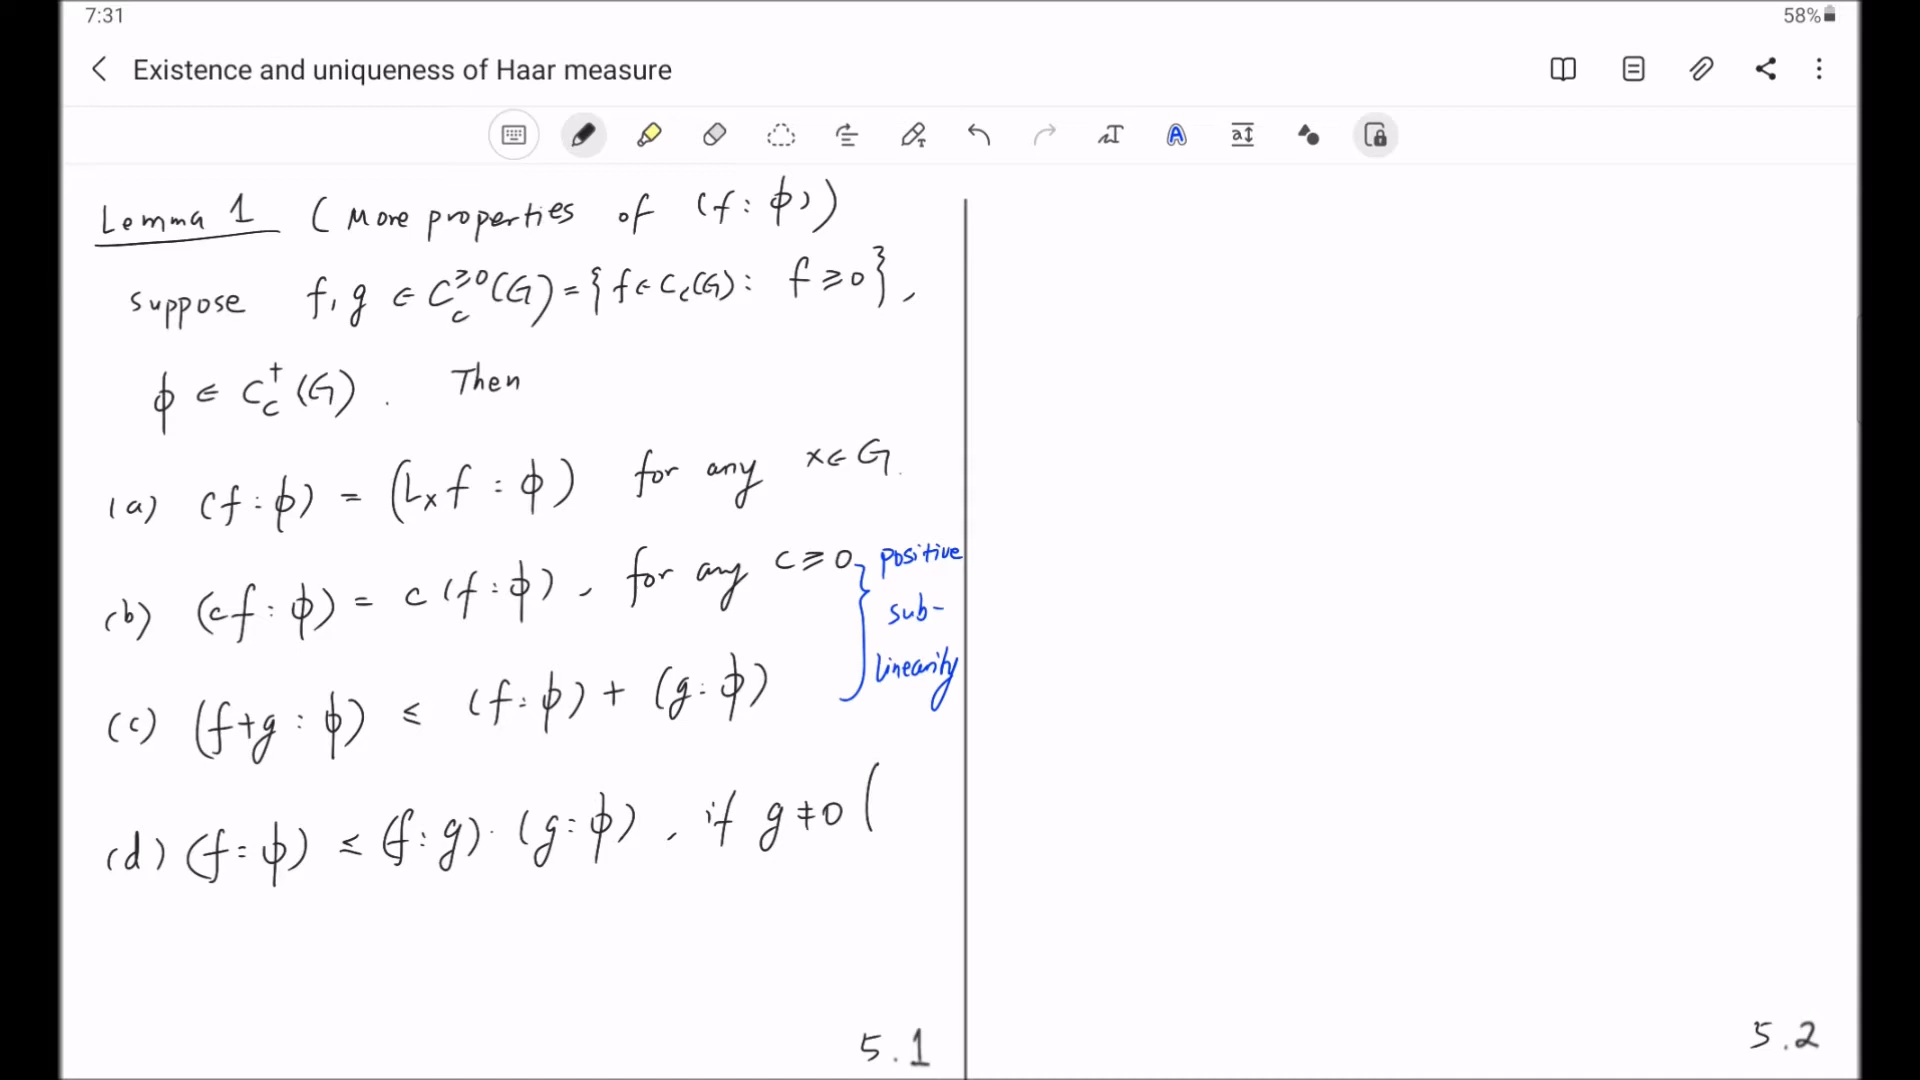 7:31
58%
Existence and uniqueness of Haar measure
Lemma 1 (More properties of (f : ϕ))
suppose f, g ∈ C_c^{≥0}(G) = {f ∈ C_c(G) : f ≥ 0},
ϕ ∈ C_c^+(G). Then
(a) (f : ϕ) = (L_x f : ϕ) for any x ∈ G.
(b) (cf : ϕ) = c (f : ϕ), for any c ≥ 0
(c) (f+g : ϕ) ≤ (f : ϕ) + (g : ϕ)
positive
sub-
linearity
(d) (f : ϕ) ≤ (f : g) · (g : ϕ), if g ≠ 0 (
5.1
5.2